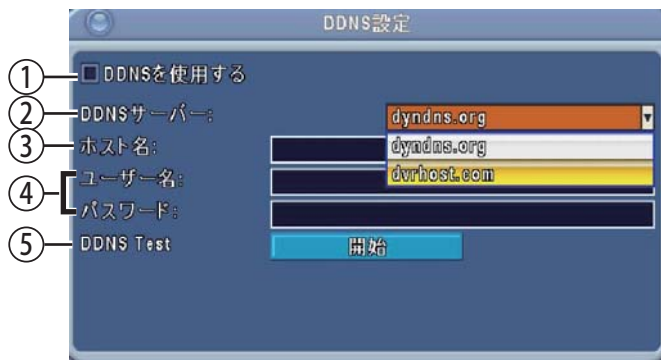 DDNS設定
① DDNSを使用する
② DDNSサーバー: dyndns.org
dyndns.org
③ ホスト名:
dvrhost.com
④ ユーザー名:
パスワード:
⑤ DDNS Test 開始